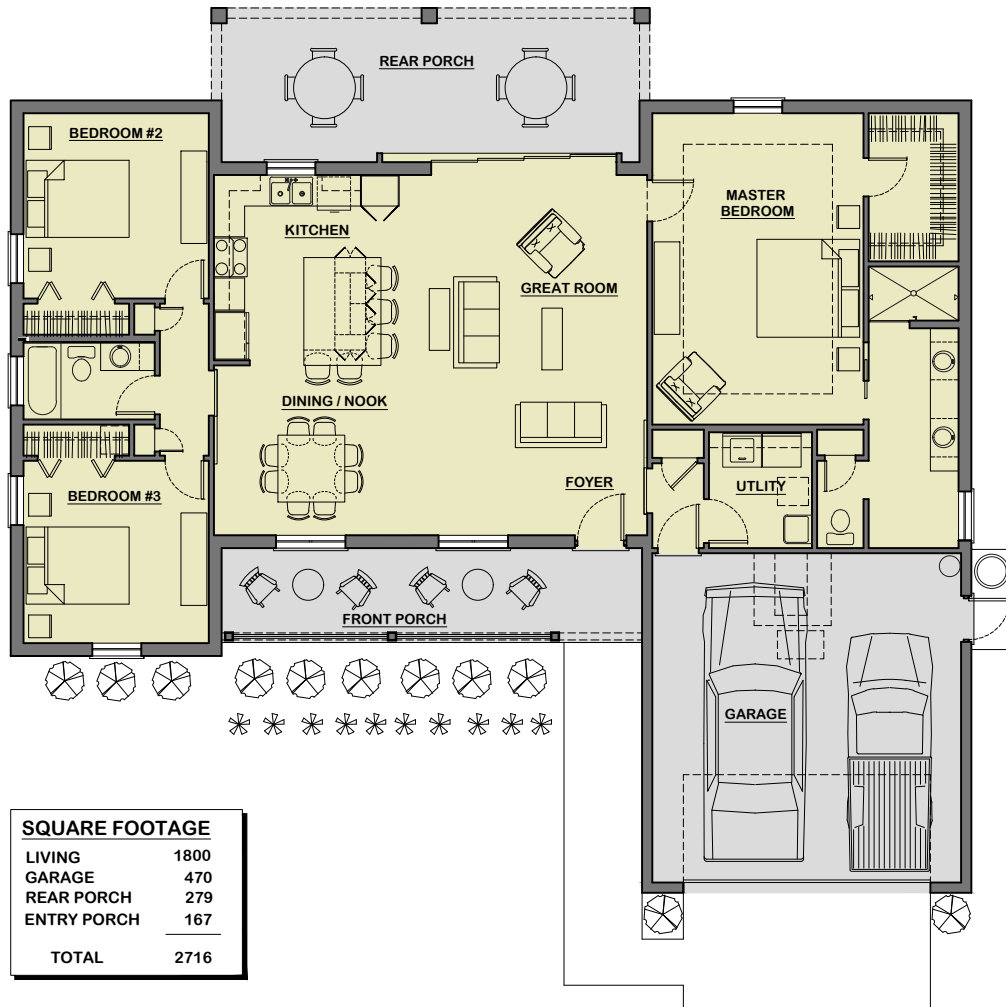 REAR PORCH
BEDROOM #2
MASTER
BEDROOM
KITCHEN
GREAT ROOM
DINING / NOOK
BEDROOM #3
FOYER
UTLITY
FRONT PORCH
GARAGE
SQUARE FOOTAGE
LIVING 1800
GARAGE 470
REAR PORCH 279
ENTRY PORCH 167
TOTAL 2716